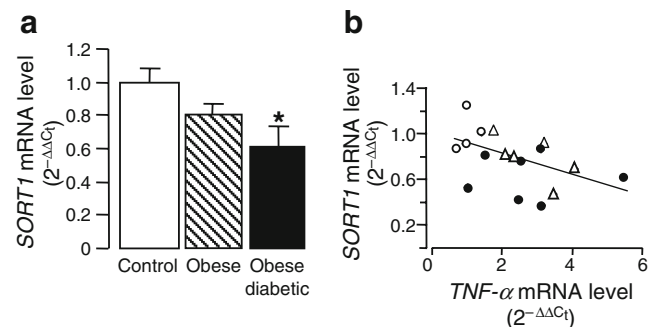 a
SORT1 mRNA level
(2−ΔΔCt)
1.2
1.0
0.8
0.6
0.4
0.2
0
*
Control
Obese
Obese
diabetic
b
SORT1 mRNA level
(2−ΔΔCt)
1.4
1.0
0.6
0.2
0
2
4
6
TNF-α mRNA level
(2−ΔΔCt)